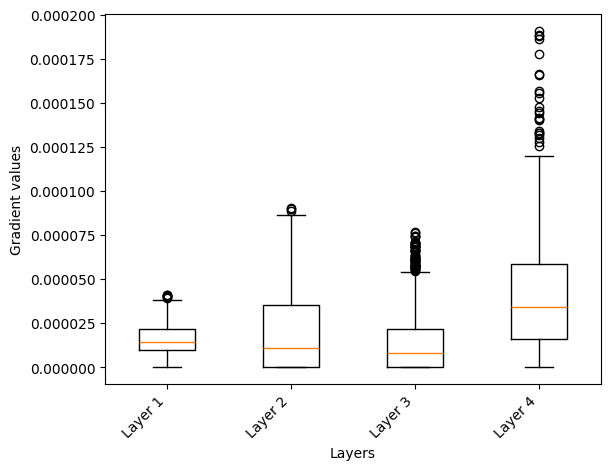 0.000200
0.000175
0.000150
0.000125
0.000100
0.000075
0.000050
0.000025
0.000000
Gradient values
Layer 1
Layer 2
Layer 3
Layer 4
Layers